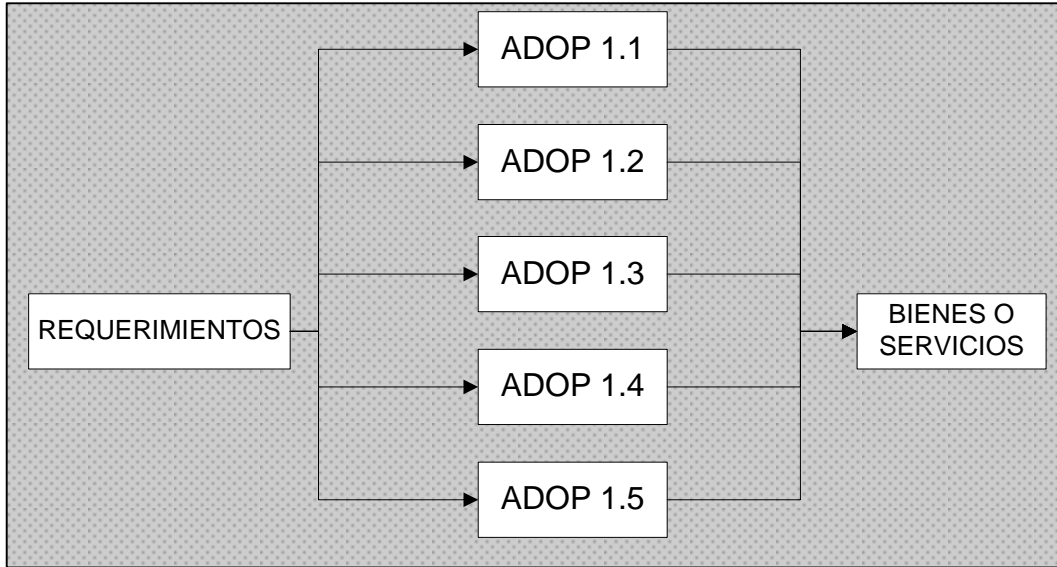 ADOP 1.1
ADOP 1.2
ADOP 1.3
REQUERIMIENTOS
BIENES O
SERVICIOS
ADOP 1.4
ADOP 1.5